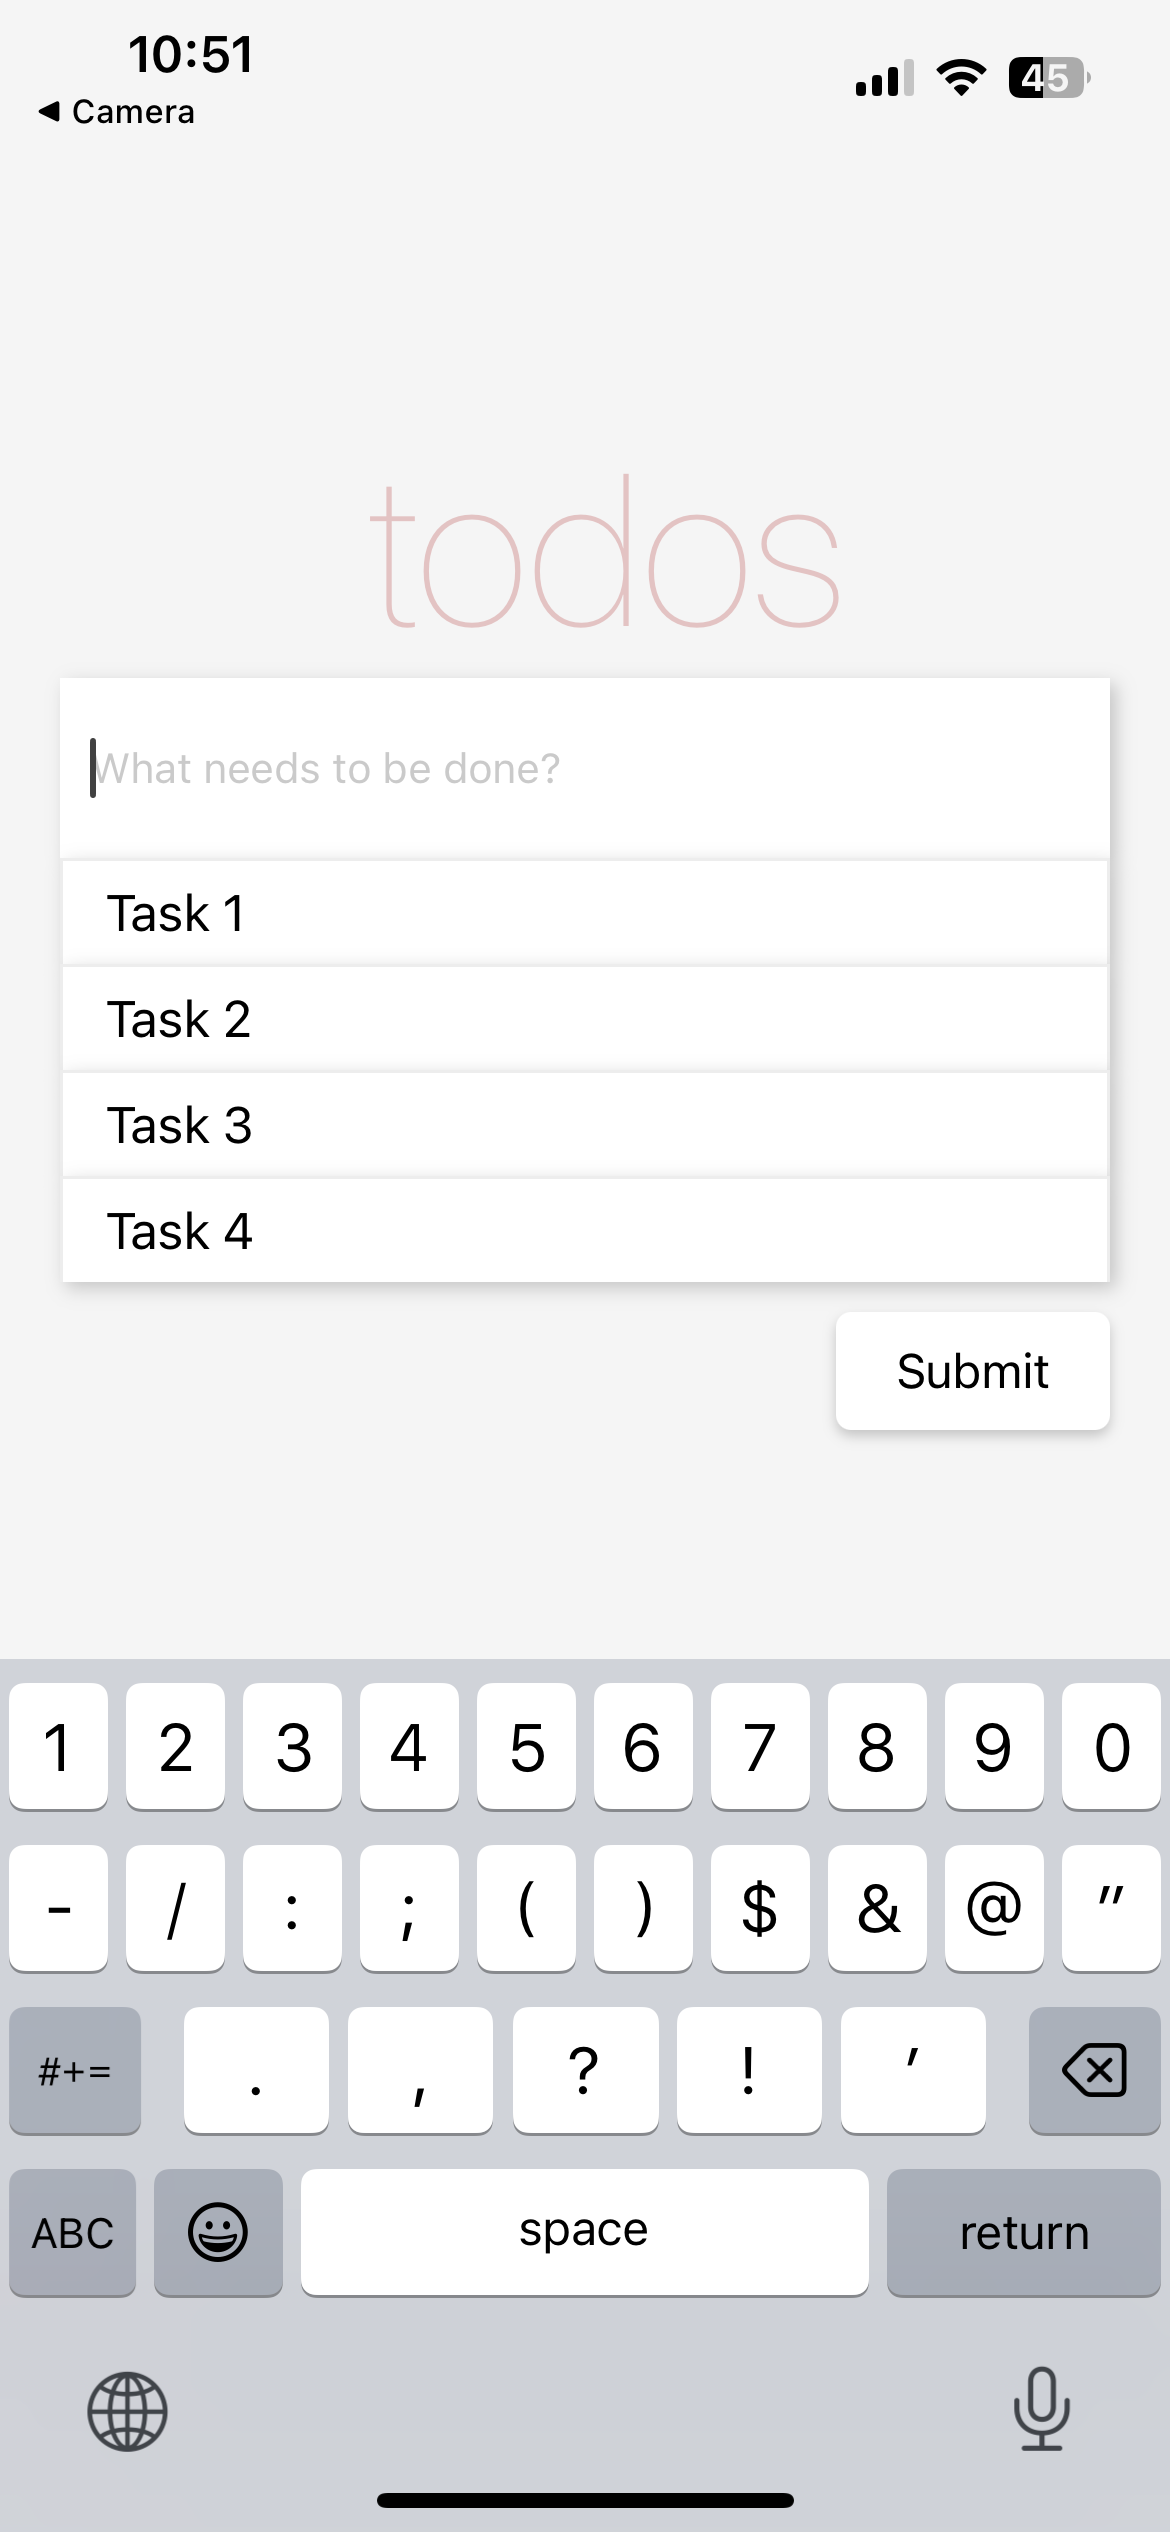 10:51
45
◀ Camera
todos
What needs to be done?
Task 1
Task 2
Task 3
Task 4
Submit
1 2 3 4 5 6 7 8 9 0
- / : ; ( ) $ & @ "
#+= . , ? ! '
ABC space return